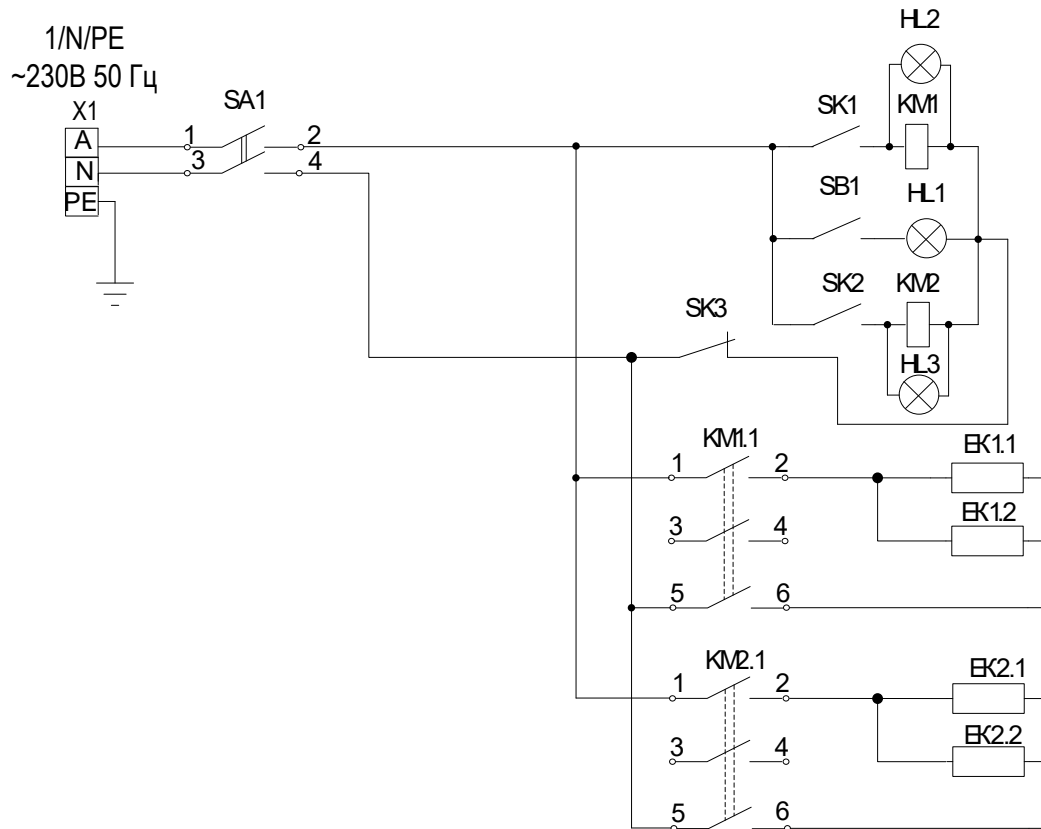 1/N/PE
~230В 50 Гц
X1
A
N
PE
SA1
1
2
3
4
HL2
SK1
KM1
SB1
HL1
SK2
KM2
HL3
SK3
KM1.1
1
2
3
4
5
6
EK1.1
EK1.2
KM2.1
1
2
3
4
5
6
EK2.1
EK2.2